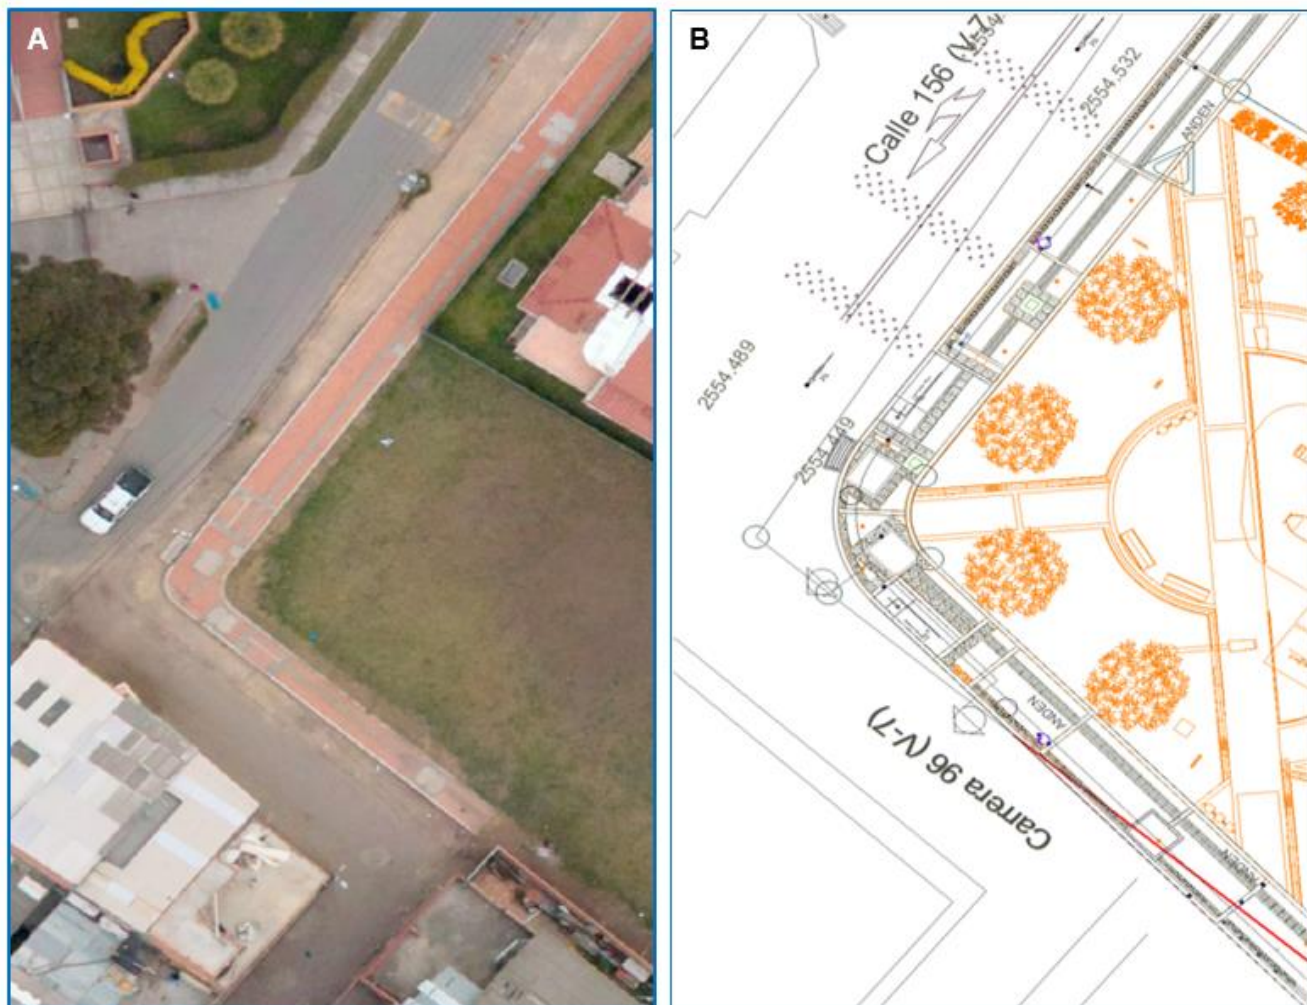 A
B
Calle 156 (V-7
2554.532
ANDEN
2554.489
2554.449
ANDEN
Carrera 96 (V-7)
ANDEN